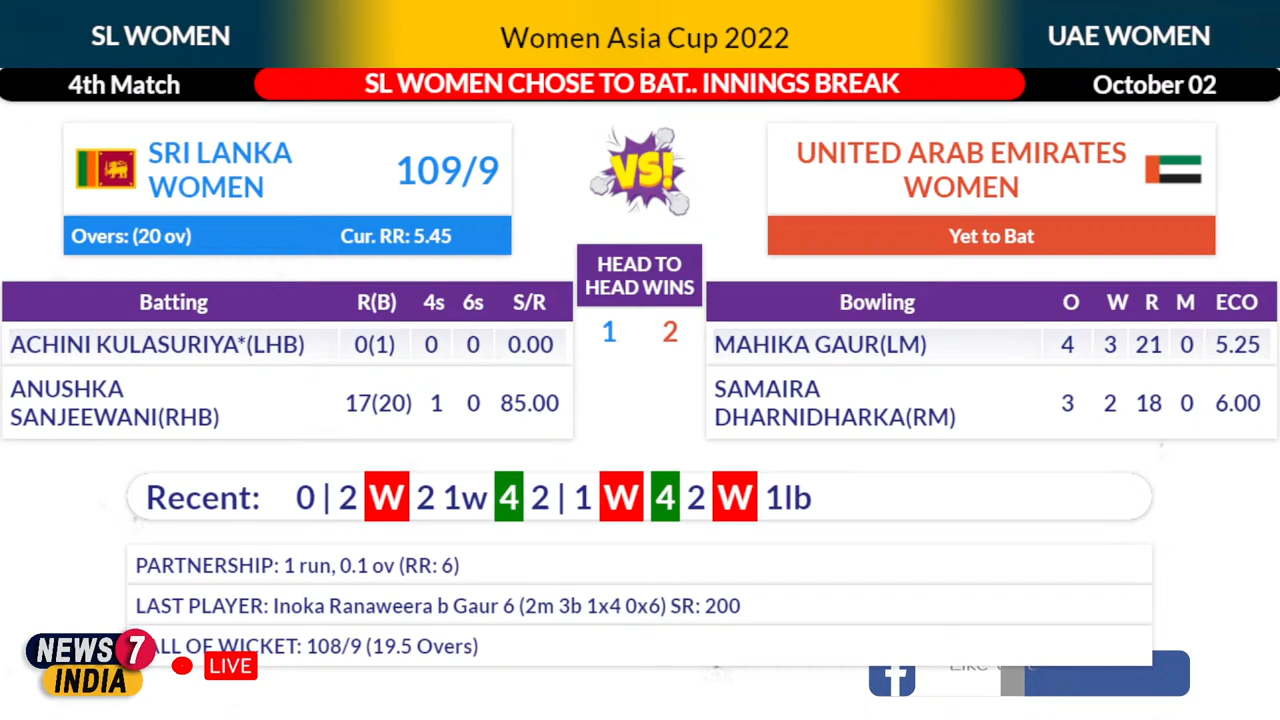 SL WOMEN
Women Asia Cup 2022
UAE WOMEN
4th Match
SL WOMEN CHOSE TO BAT.. INNINGS BREAK
October 02
SRI LANKA
WOMEN
109/9
Overs: (20 ov)
Cur. RR: 5.45
VS!
UNITED ARAB EMIRATES
WOMEN
Yet to Bat
HEAD TO
HEAD WINS
1 2
Batting R(B) 4s 6s S/R
ACHINI KULASURIYA*(LHB) 0(1) 0 0 0.00
ANUSHKA
SANJEEWANI(RHB) 17(20) 1 0 85.00
Bowling O W R M ECO
MAHIKA GAUR(LM) 4 3 21 0 5.25
SAMAIRA
DHARNIDHARKA(RM) 3 2 18 0 6.00
Recent: 0 | 2 W 2 1w 4 2 | 1 W 4 2 W 1lb
PARTNERSHIP: 1 run, 0.1 ov (RR: 6)
LAST PLAYER: Inoka Ranaweera b Gaur 6 (2m 3b 1x4 0x6) SR: 200
ALL OF WICKET: 108/9 (19.5 Overs)
NEWS 7
INDIA
LIVE
f